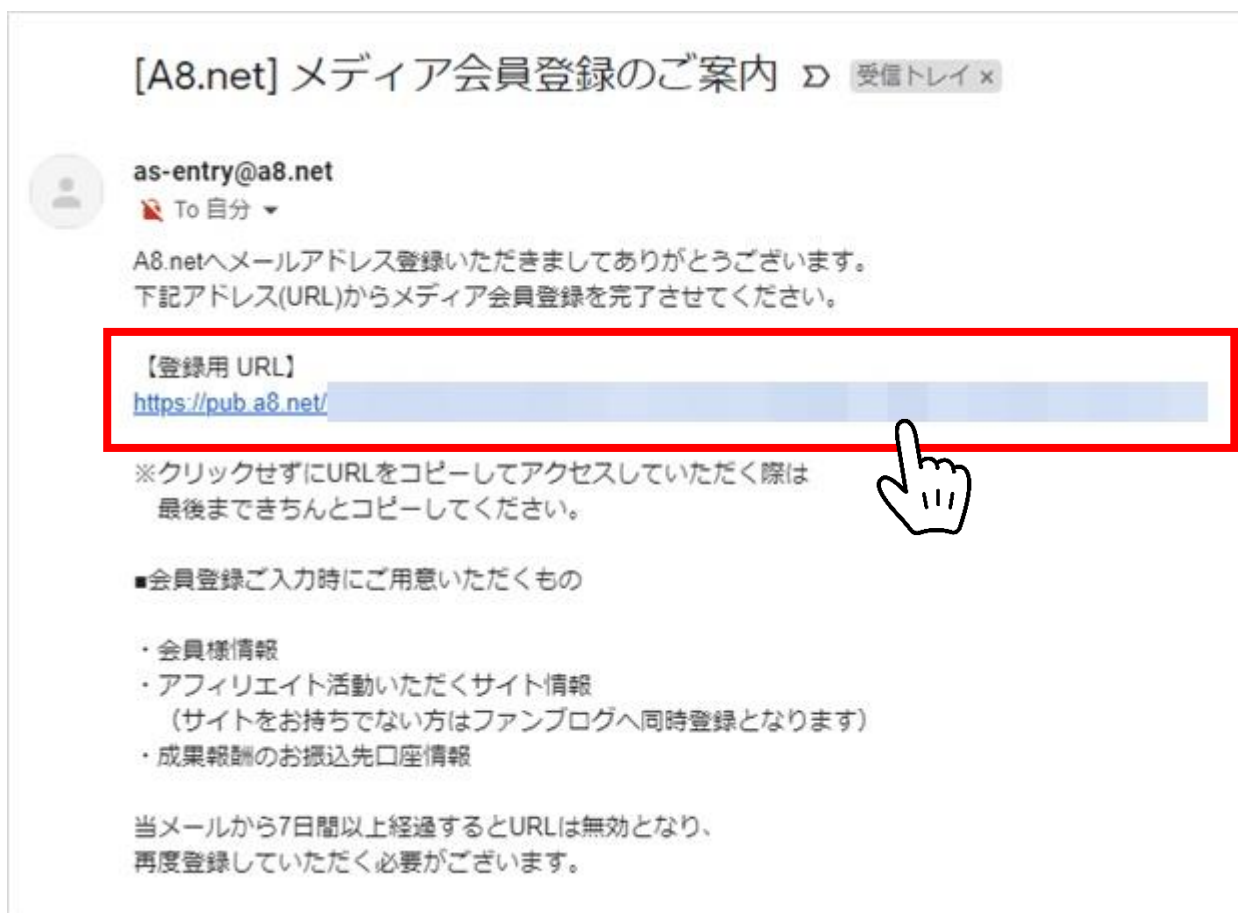 [A8.net] メディア会員登録のご案内 受信トレイ ×
as-entry@a8.net
To 自分
A8.netへメールアドレス登録いただきましてありがとうございます。
下記アドレス(URL)からメディア会員登録を完了させてください。
【登録用 URL】
https://pub.a8.net/
※クリックせずにURLをコピーしてアクセスしていただく際は
最後まできちんとコピーしてください。
■会員登録ご入力時にご用意いただくもの
・会員様情報
・アフィリエイト活動いただくサイト情報
（サイトをお持ちでない方はファンブログへ同時登録となります）
・成果報酬のお振込先口座情報
当メールから7日間以上経過するとURLは無効となり、
再度登録していただく必要がございます。